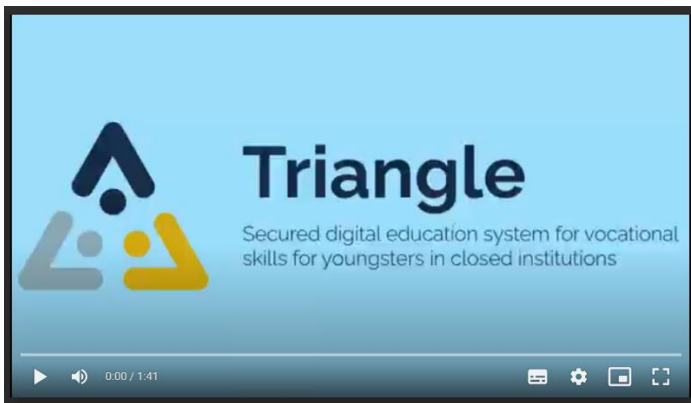 Triangle
Secured digital education system for vocational
skills for youngsters in closed institutions
0:00 / 1:41